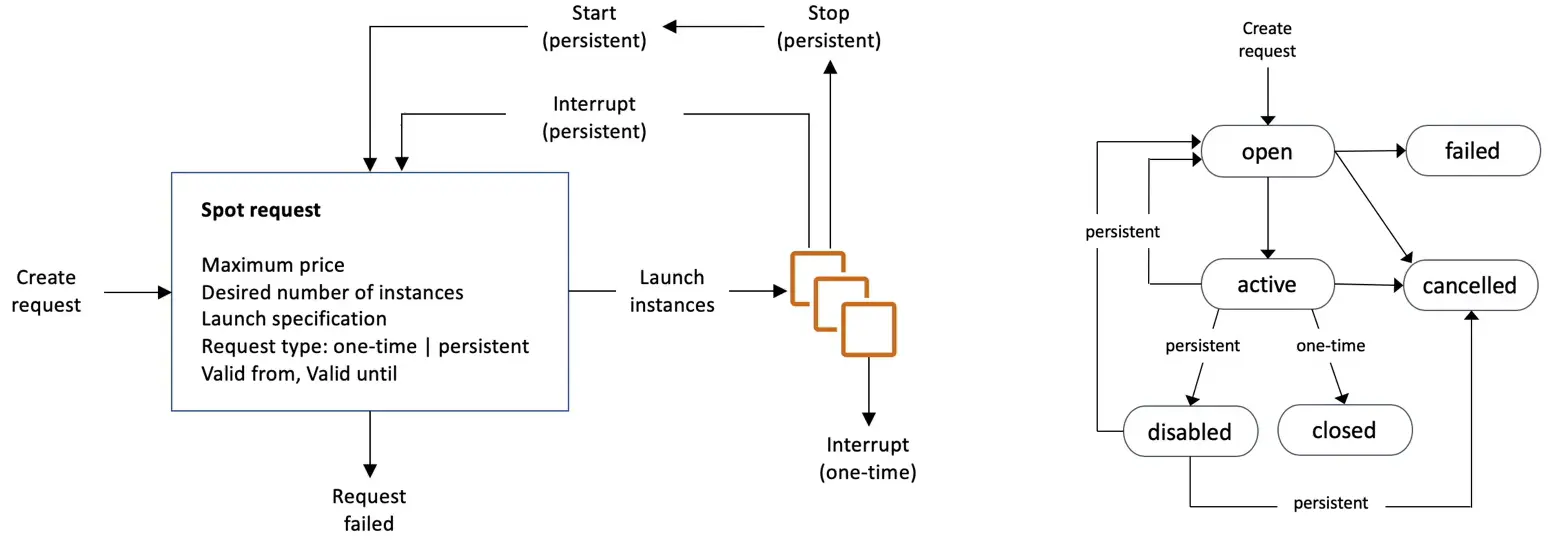 Start
(persistent)
Stop
(persistent)
Interrupt
(persistent)
Spot request
Maximum price
Desired number of instances
Launch specification
Request type: one-time | persistent
Valid from, Valid until
Create
request
Launch
instances
Interrupt
(one-time)
Request
failed
Create
request
open
failed
persistent
active
cancelled
persistent
one-time
disabled
closed
persistent